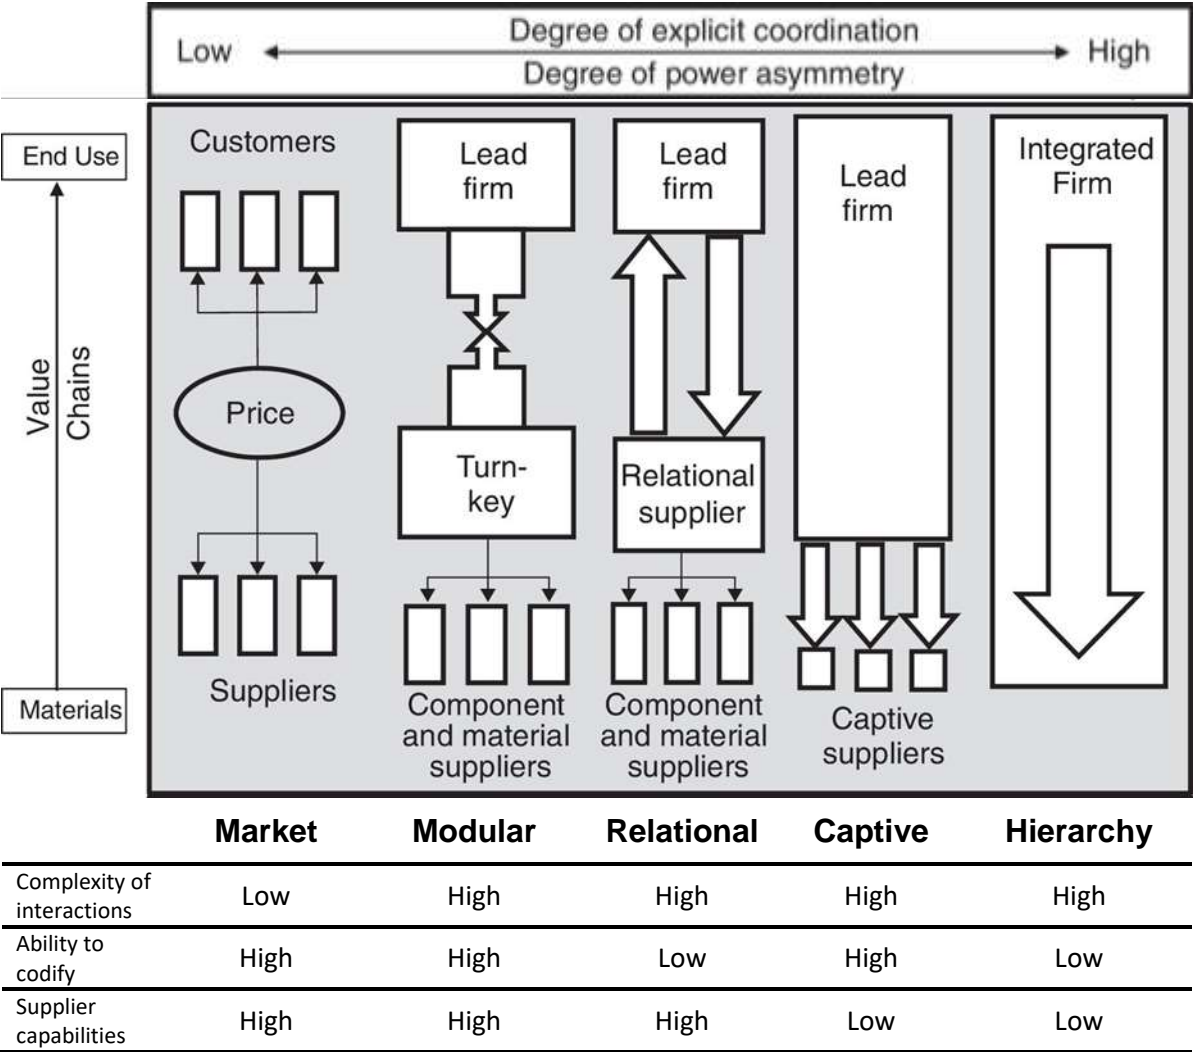 Degree of explicit coordination
Low
High
Degree of power asymmetry
End Use
Value
Chains
Materials
Customers
Price
Suppliers
Lead
firm
Turn-
key
Component
and material
suppliers
Lead
firm
Relational
supplier
Component
and material
suppliers
Lead
firm
Captive
suppliers
Integrated
Firm
Market Modular Relational Captive Hierarchy
Complexity of
interactions
Low High High High High
Ability to
codify
High High Low High Low
Supplier
capabilities
High High High Low Low